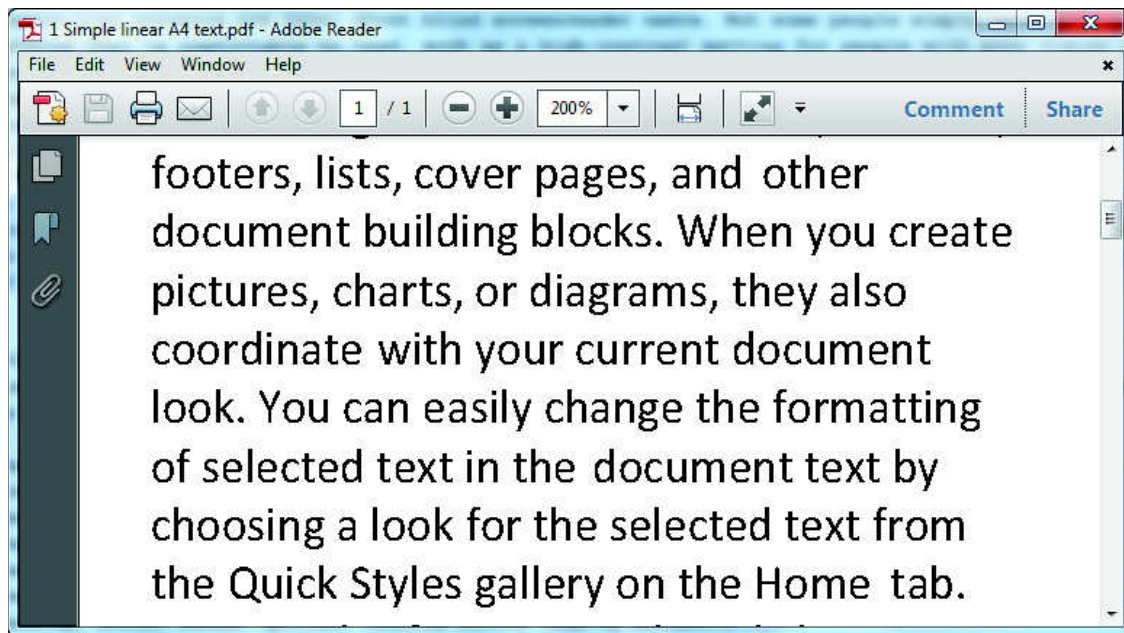 1 Simple linear A4 text.pdf - Adobe Reader
File Edit View Window Help
1 / 1 200% Comment Share
footers, lists, cover pages, and other
document building blocks. When you create
pictures, charts, or diagrams, they also
coordinate with your current document
look. You can easily change the formatting
of selected text in the document text by
choosing a look for the selected text from
the Quick Styles gallery on the Home tab.